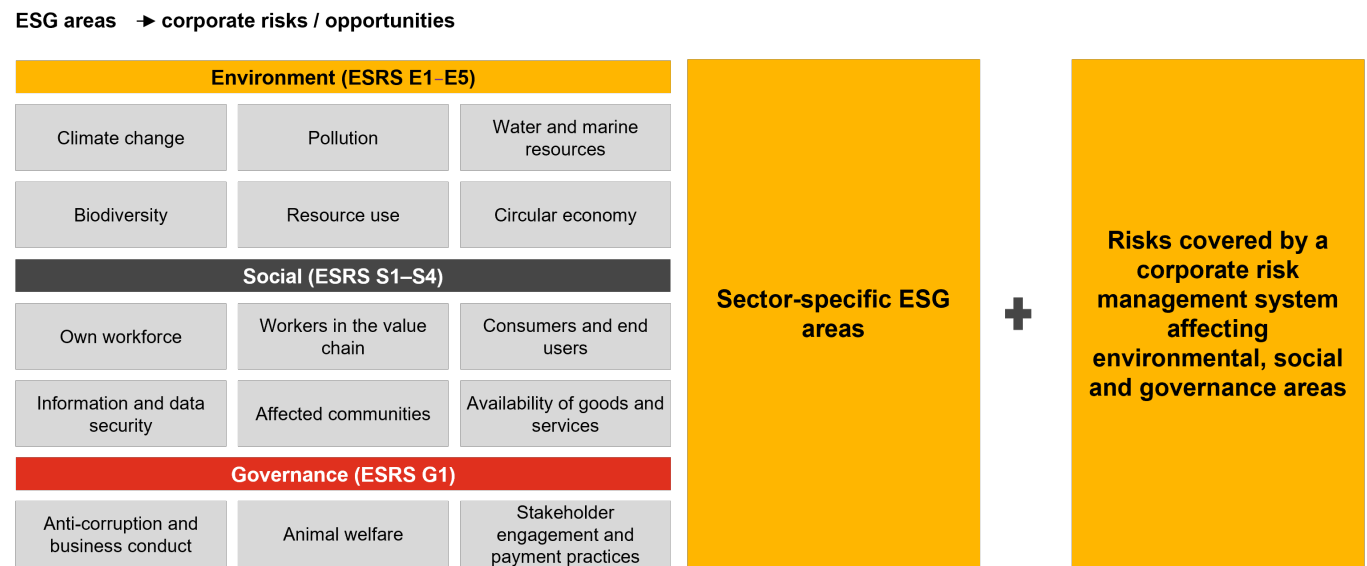 ESG areas → corporate risks / opportunities
Environment (ESRS E1–E5)
Climate change
Pollution
Water and marine
resources
Biodiversity
Resource use
Circular economy
Social (ESRS S1–S4)
Own workforce
Workers in the value
chain
Consumers and end
users
Information and data
security
Affected communities
Availability of goods and
services
Governance (ESRS G1)
Anti-corruption and
business conduct
Animal welfare
Stakeholder
engagement and
payment practices
Sector-specific ESG
areas
Risks covered by a
corporate risk
management system
affecting
environmental, social
and governance areas